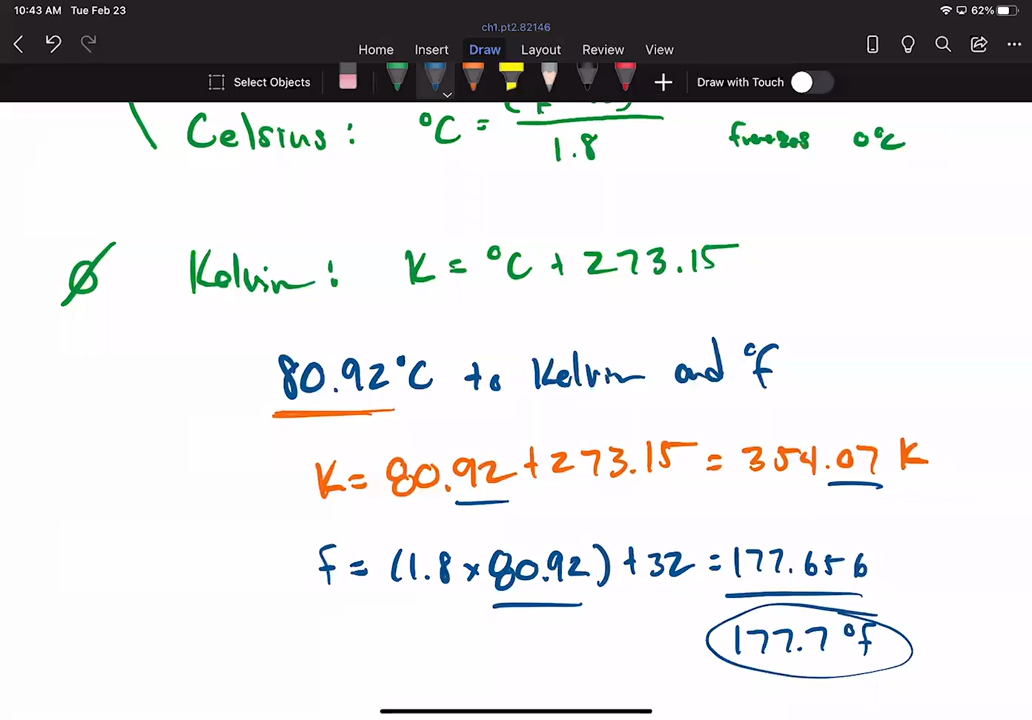 10:43 AM Tue Feb 23 62%
ch1.pt2.82146
Home Insert Draw Layout Review View
Select Objects Draw with Touch
Celsius: °C =
1.8
freezes 0°C
Ø Kelvin: K = °C + 273.15
80.92°C to Kelvin and °f
K = 80.92 + 273.15 = 354.07 K
f = (1.8 × 80.92) + 32 = 177.656
177.7 °f